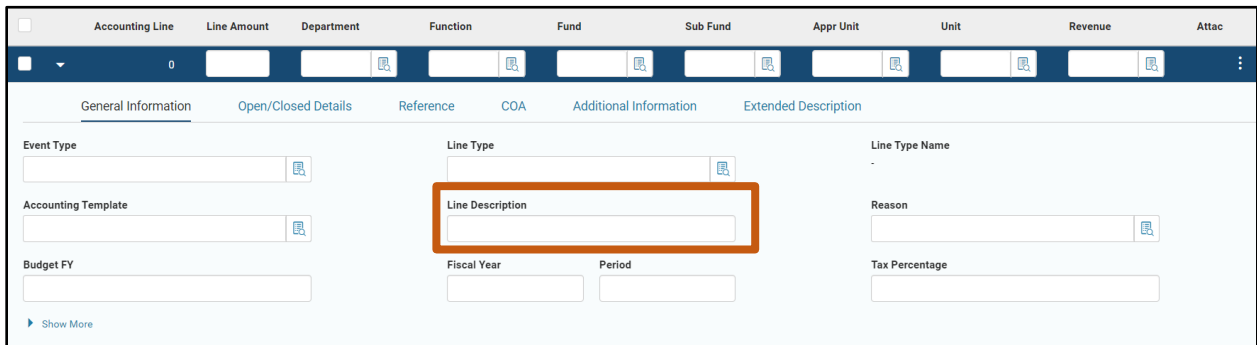 Accounting Line Line Amount Department Function Fund Sub Fund Appr Unit Unit Revenue Attac
0
General Information Open/Closed Details Reference COA Additional Information Extended Description
Event Type Line Type Line Type Name
-
Accounting Template Line Description Reason
Budget FY Fiscal Year Period Tax Percentage
Show More